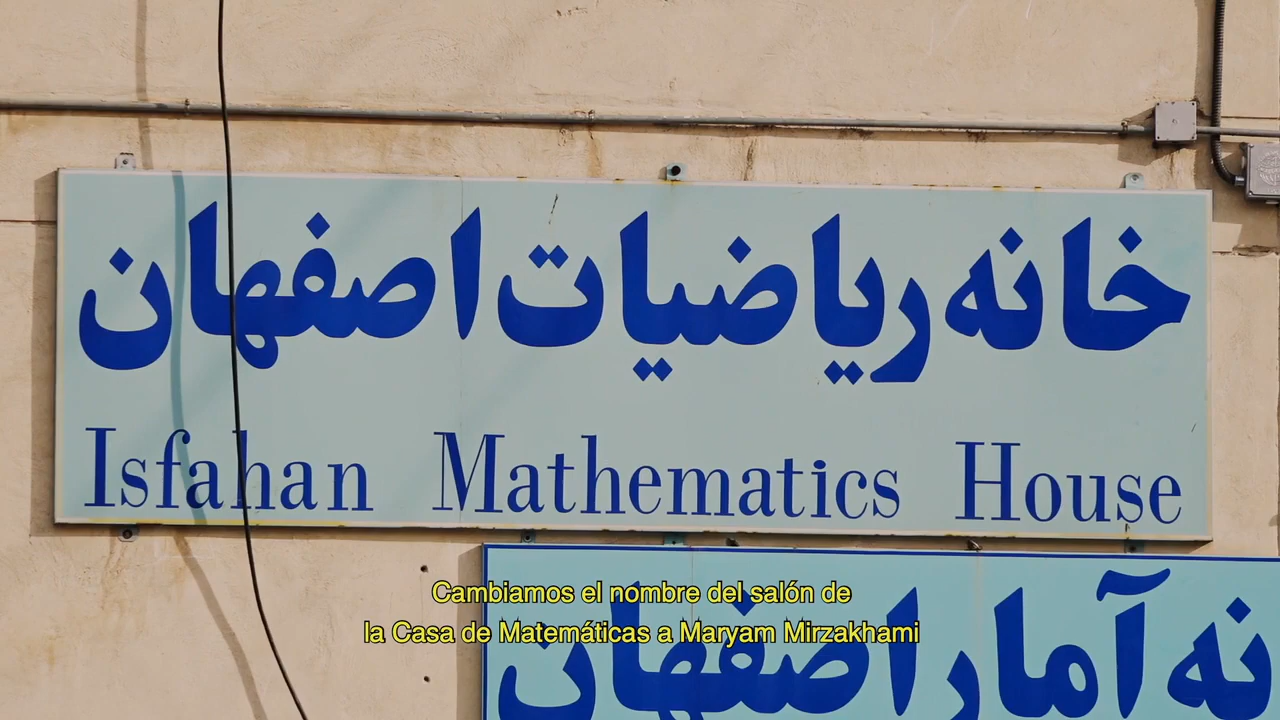 خانه ریاضیات اصفهان
Isfahan Mathematics House
نه آمار اصفهان
Cambiamos el nombre del salón de
la Casa de Matemáticas a Maryam Mirzakhami